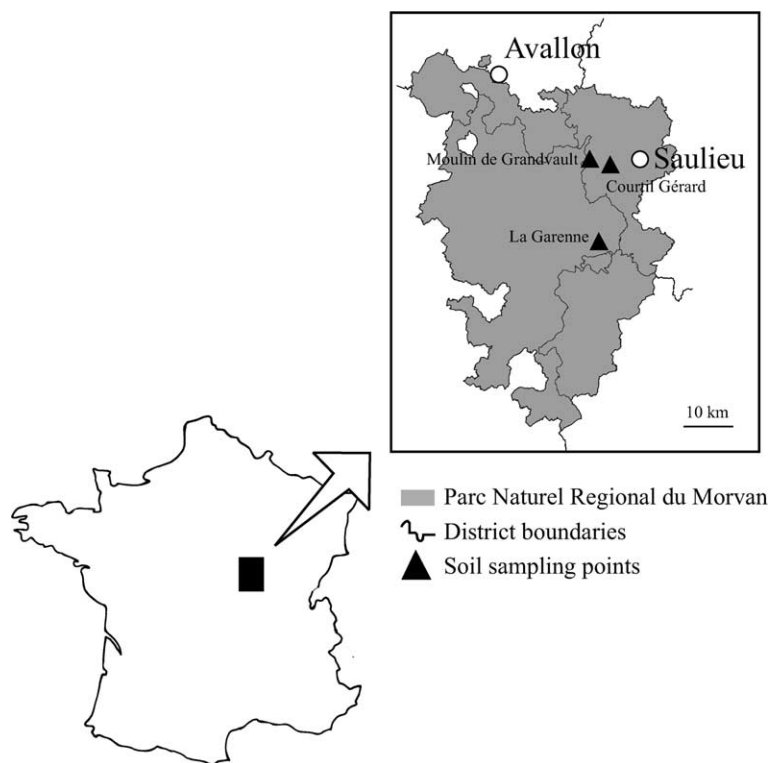 Avallon
Moulin de Grandvault
Saulieu
Courtil Gérard
La Garenne
10 km
Parc Naturel Regional du Morvan
District boundaries
Soil sampling points